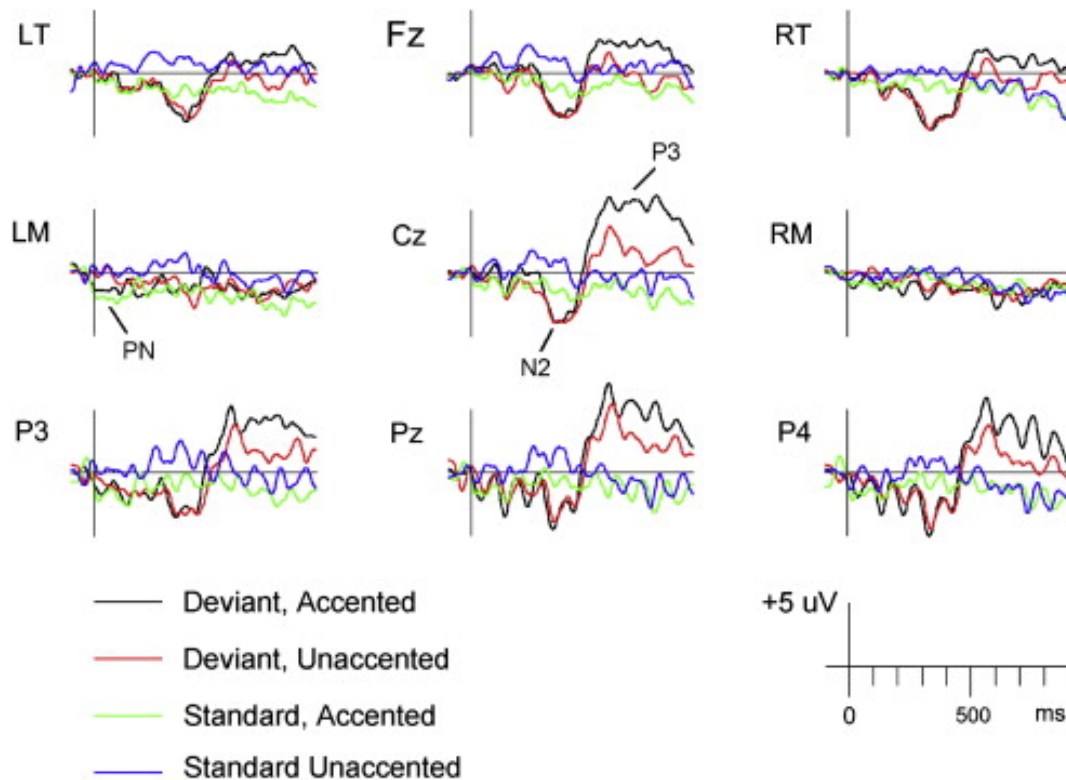 LT
Fz
RT
P3
LM
Cz
RM
PN
N2
P3
Pz
P4
Deviant, Accented
+5 uV
Deviant, Unaccented
Standard, Accented
0 500 ms
Standard Unaccented